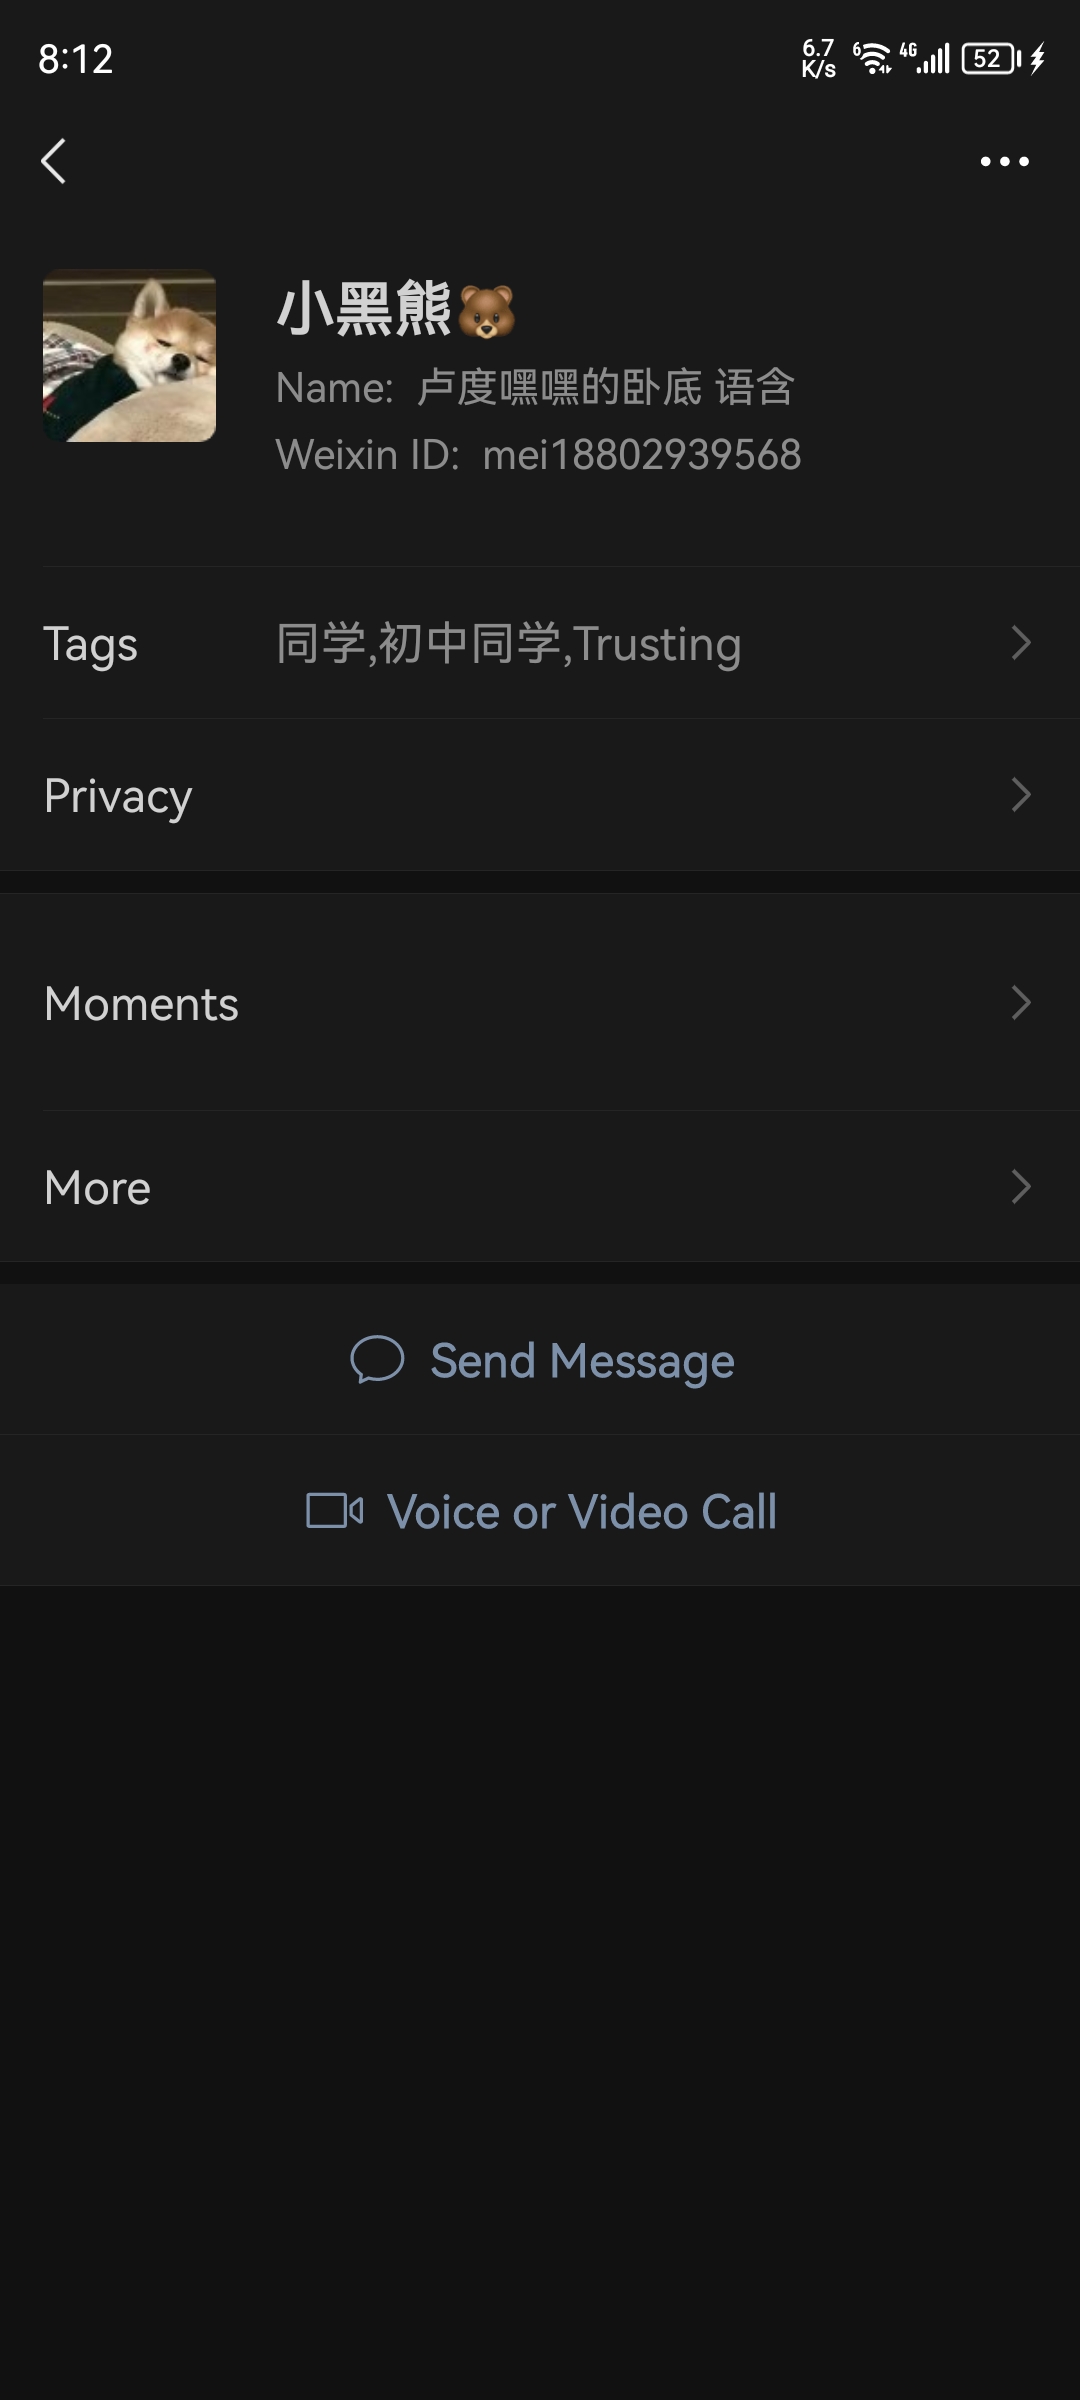 8:12
6.7 K/s 6 4G 52
小黑熊🐻
Name: 卢度嘿嘿的卧底 语含
Weixin ID: mei18802939568
Tags 同学,初中同学,Trusting
Privacy
Moments
More
Send Message
Voice or Video Call